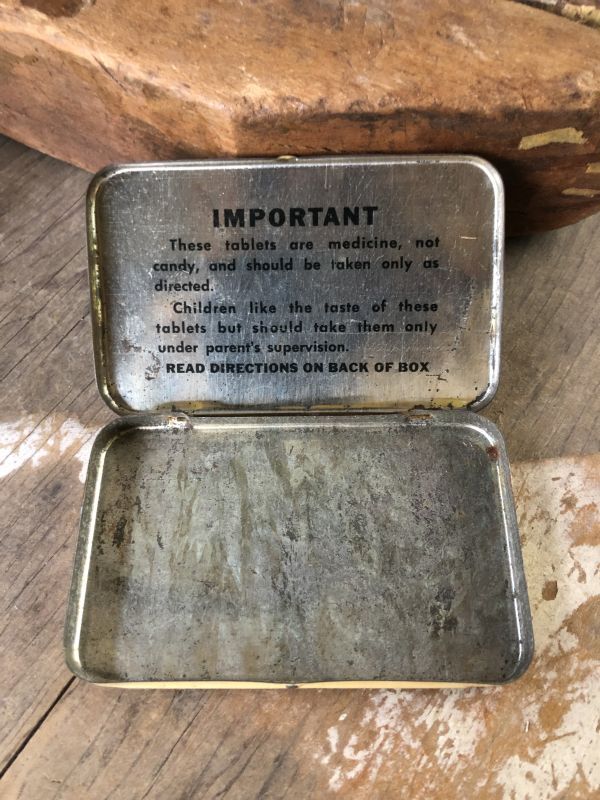 IMPORTANT
These tablets are medicine, not
candy, and should be taken only as
directed.
Children like the taste of these
tablets but should take them only
under parent's supervision.
READ DIRECTIONS ON BACK OF BOX